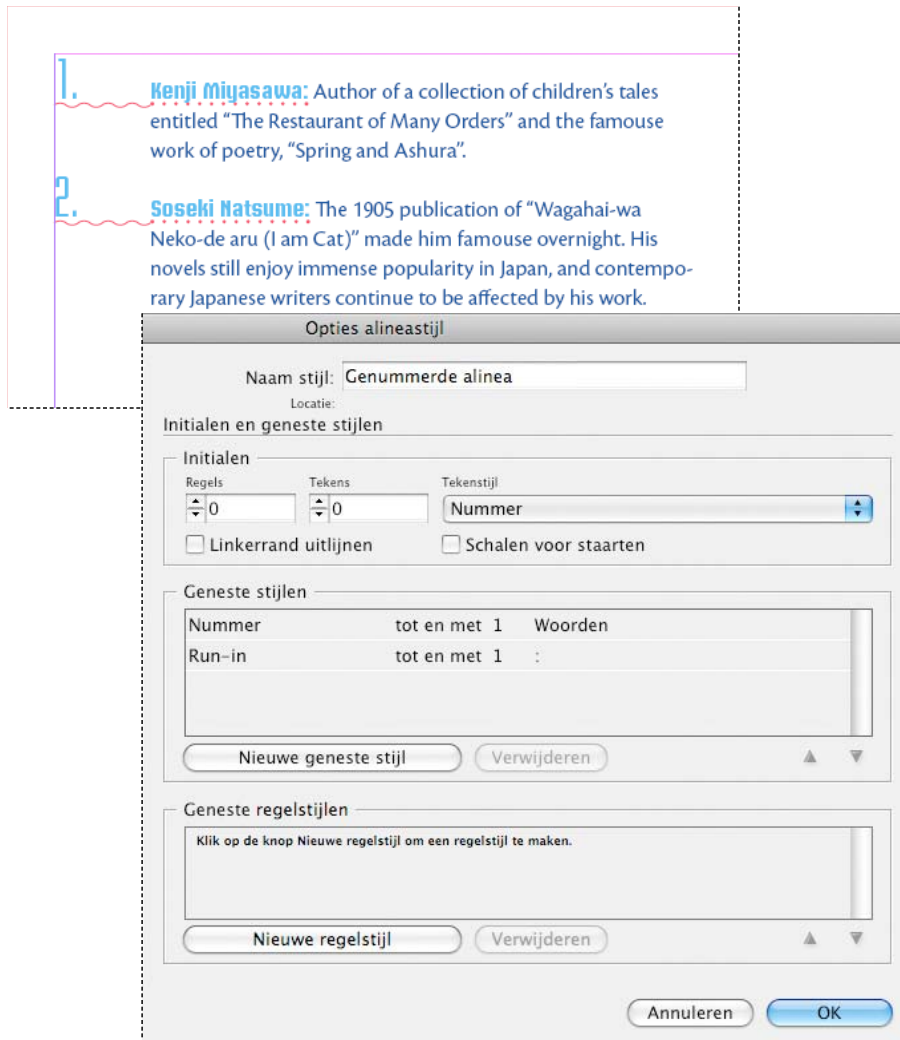 1. Kenji Miyasawa: Author of a collection of children’s tales
entitled “The Restaurant of Many Orders” and the famouse
work of poetry, “Spring and Ashura”.
2. Soseki Natsume: The 1905 publication of “Wagahai-wa
Neko-de aru (I am Cat)” made him famouse overnight. His
novels still enjoy immense popularity in Japan, and contempo-
rary Japanese writers continue to be affected by his work.
Opties alineastijl
Naam stijl: Genummerde alinea
Locatie:
Initialen en geneste stijlen
Initialen
Regels Tekens Tekenstijl
0 0 Nummer
Linkerrand uitlijnen Schalen voor staarten
Geneste stijlen
Nummer tot en met 1 Woorden
Run-in tot en met 1 :
Nieuwe geneste stijl Verwijderen
Geneste regelstijlen
Klik op de knop Nieuwe regelstijl om een regelstijl te maken.
Nieuwe regelstijl Verwijderen
Annuleren OK